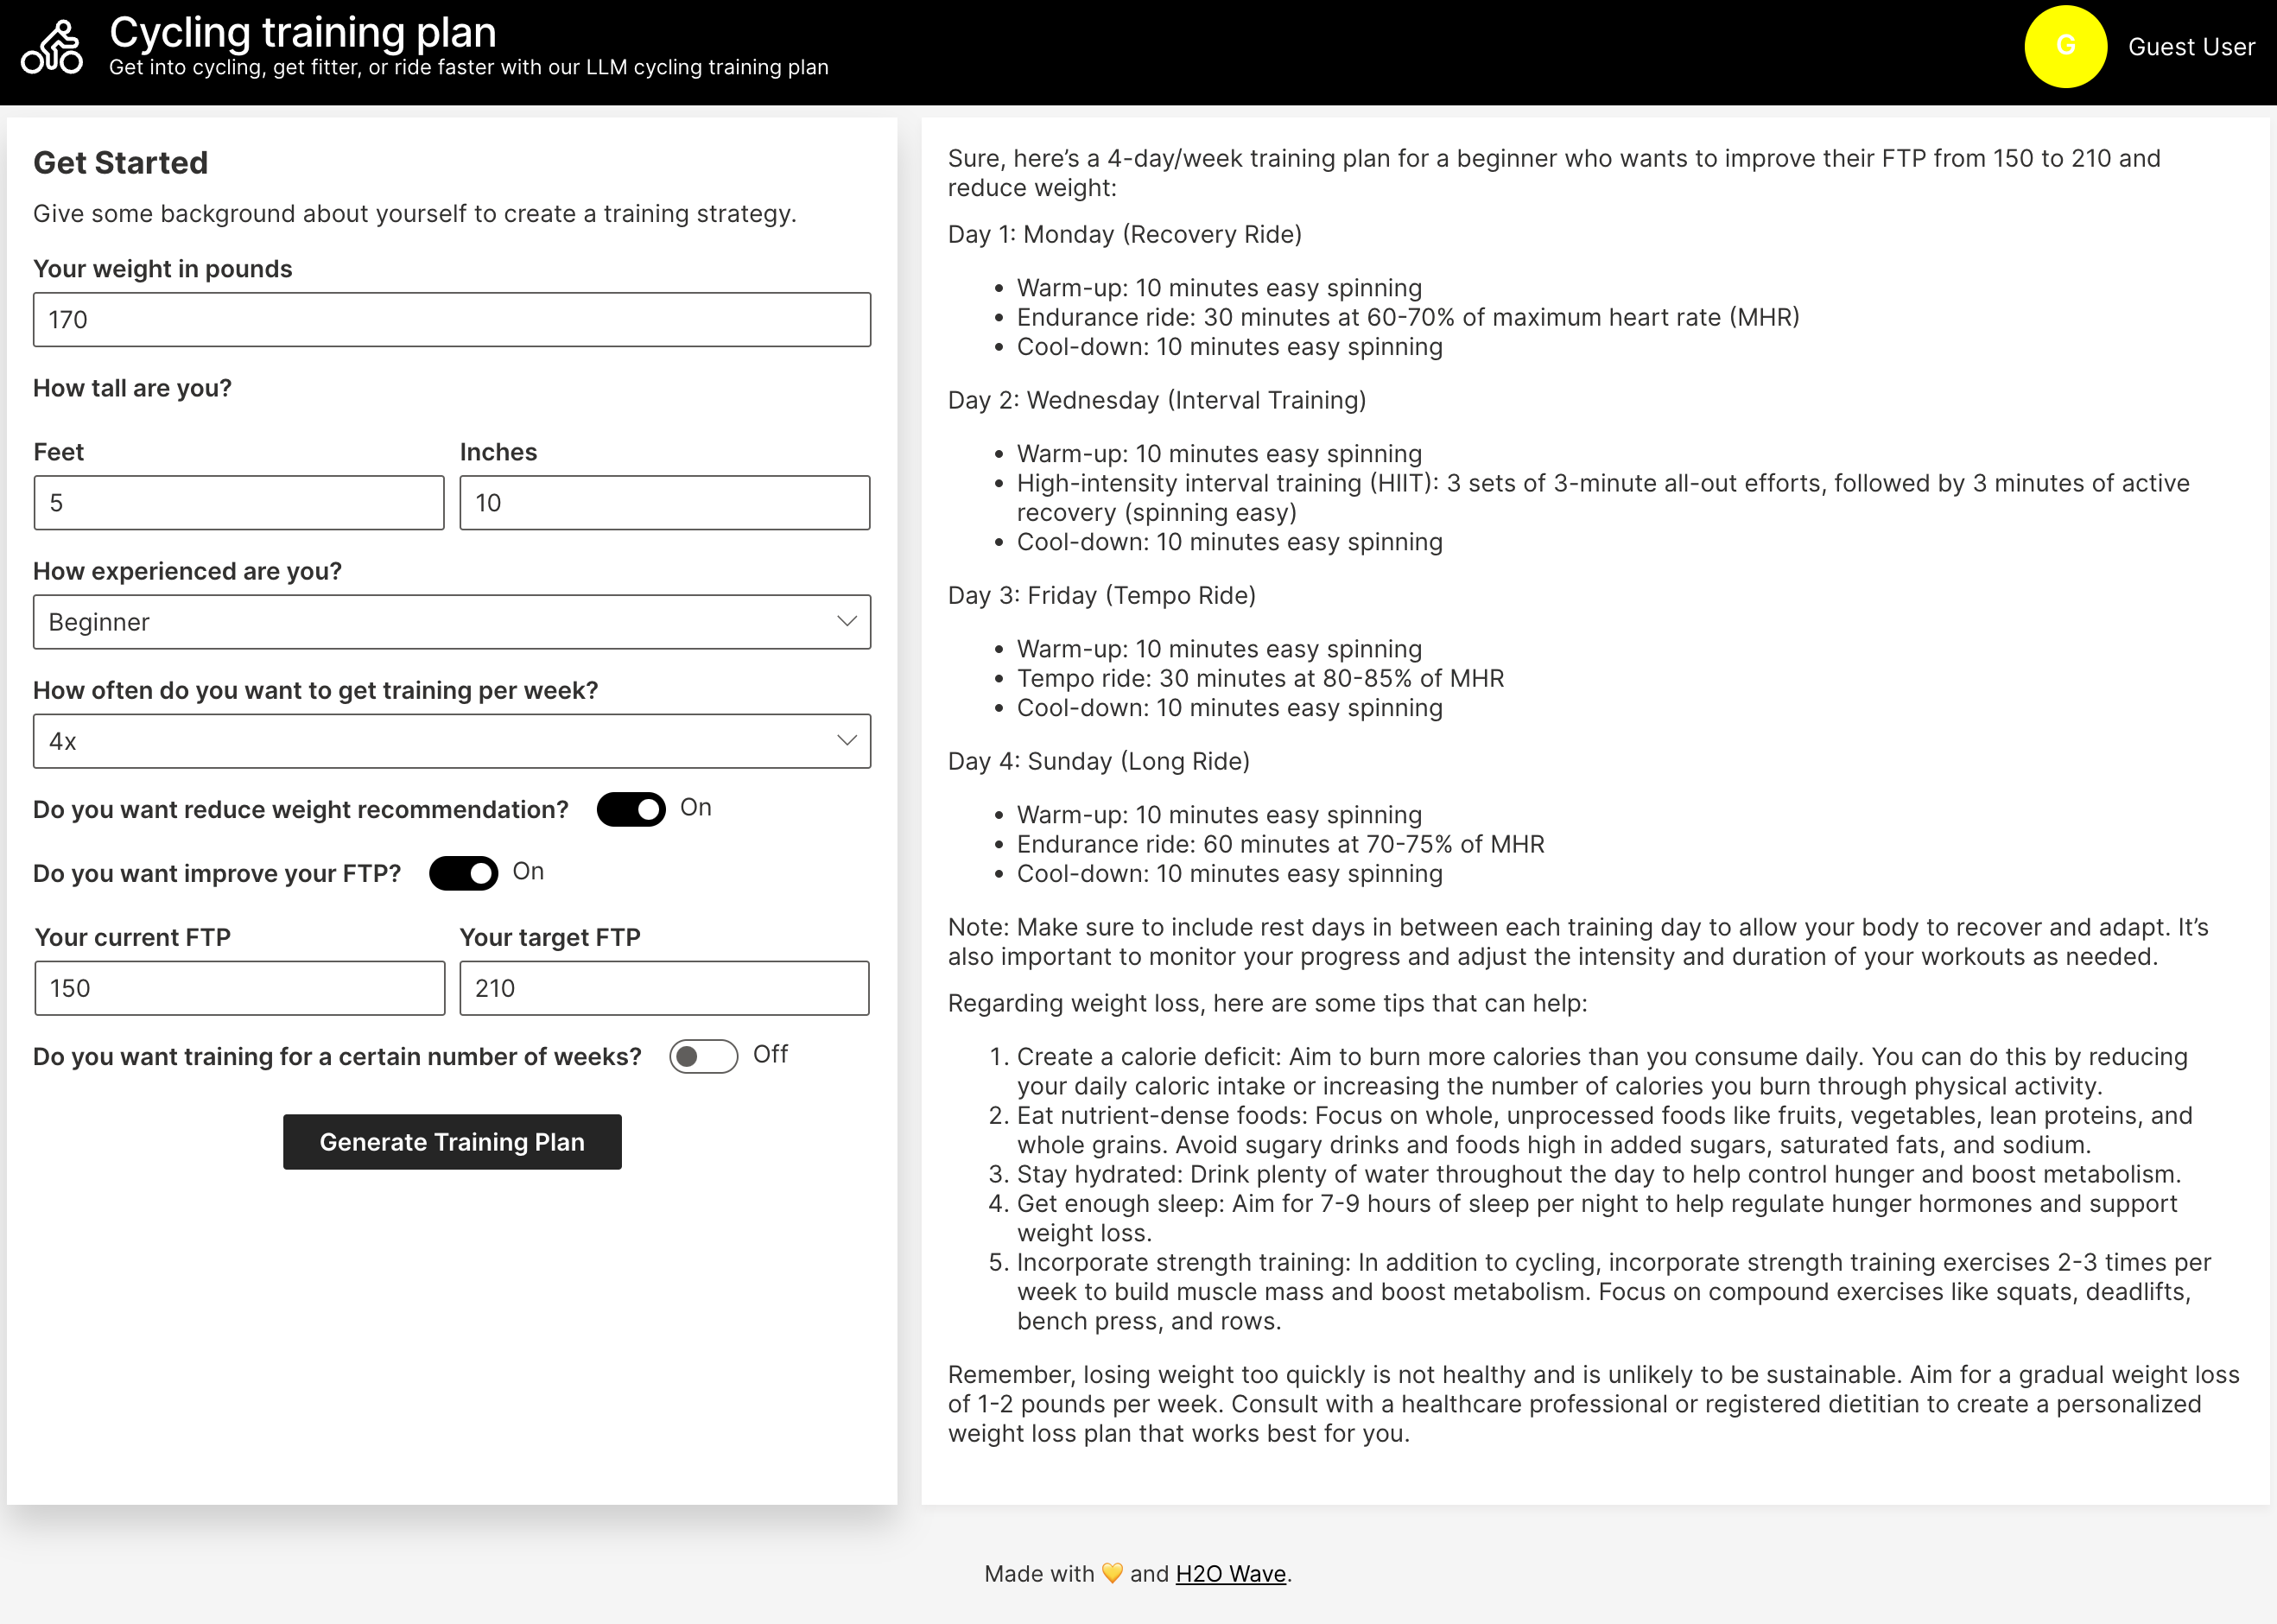 Cycling training plan
Get into cycling, get fitter, or ride faster with our LLM cycling training plan
G
Guest User
Get Started
Give some background about yourself to create a training strategy.
Your weight in pounds
170
How tall are you?
Feet
Inches
5
10
How experienced are you?
Beginner
How often do you want to get training per week?
4x
Do you want reduce weight recommendation?
On
Do you want improve your FTP?
On
Your current FTP
Your target FTP
150
210
Do you want training for a certain number of weeks?
Off
Generate Training Plan
Sure, here’s a 4-day/week training plan for a beginner who wants to improve their FTP from 150 to 210 and
reduce weight:
Day 1: Monday (Recovery Ride)
• Warm-up: 10 minutes easy spinning
• Endurance ride: 30 minutes at 60-70% of maximum heart rate (MHR)
• Cool-down: 10 minutes easy spinning
Day 2: Wednesday (Interval Training)
• Warm-up: 10 minutes easy spinning
• High-intensity interval training (HIIT): 3 sets of 3-minute all-out efforts, followed by 3 minutes of active
recovery (spinning easy)
• Cool-down: 10 minutes easy spinning
Day 3: Friday (Tempo Ride)
• Warm-up: 10 minutes easy spinning
• Tempo ride: 30 minutes at 80-85% of MHR
• Cool-down: 10 minutes easy spinning
Day 4: Sunday (Long Ride)
• Warm-up: 10 minutes easy spinning
• Endurance ride: 60 minutes at 70-75% of MHR
• Cool-down: 10 minutes easy spinning
Note: Make sure to include rest days in between each training day to allow your body to recover and adapt. It’s
also important to monitor your progress and adjust the intensity and duration of your workouts as needed.
Regarding weight loss, here are some tips that can help:
1. Create a calorie deficit: Aim to burn more calories than you consume daily. You can do this by reducing
your daily caloric intake or increasing the number of calories you burn through physical activity.
2. Eat nutrient-dense foods: Focus on whole, unprocessed foods like fruits, vegetables, lean proteins, and
whole grains. Avoid sugary drinks and foods high in added sugars, saturated fats, and sodium.
3. Stay hydrated: Drink plenty of water throughout the day to help control hunger and boost metabolism.
4. Get enough sleep: Aim for 7-9 hours of sleep per night to help regulate hunger hormones and support
weight loss.
5. Incorporate strength training: In addition to cycling, incorporate strength training exercises 2-3 times per
week to build muscle mass and boost metabolism. Focus on compound exercises like squats, deadlifts,
bench press, and rows.
Remember, losing weight too quickly is not healthy and is unlikely to be sustainable. Aim for a gradual weight loss
of 1-2 pounds per week. Consult with a healthcare professional or registered dietitian to create a personalized
weight loss plan that works best for you.
Made with 💛 and H2O Wave.